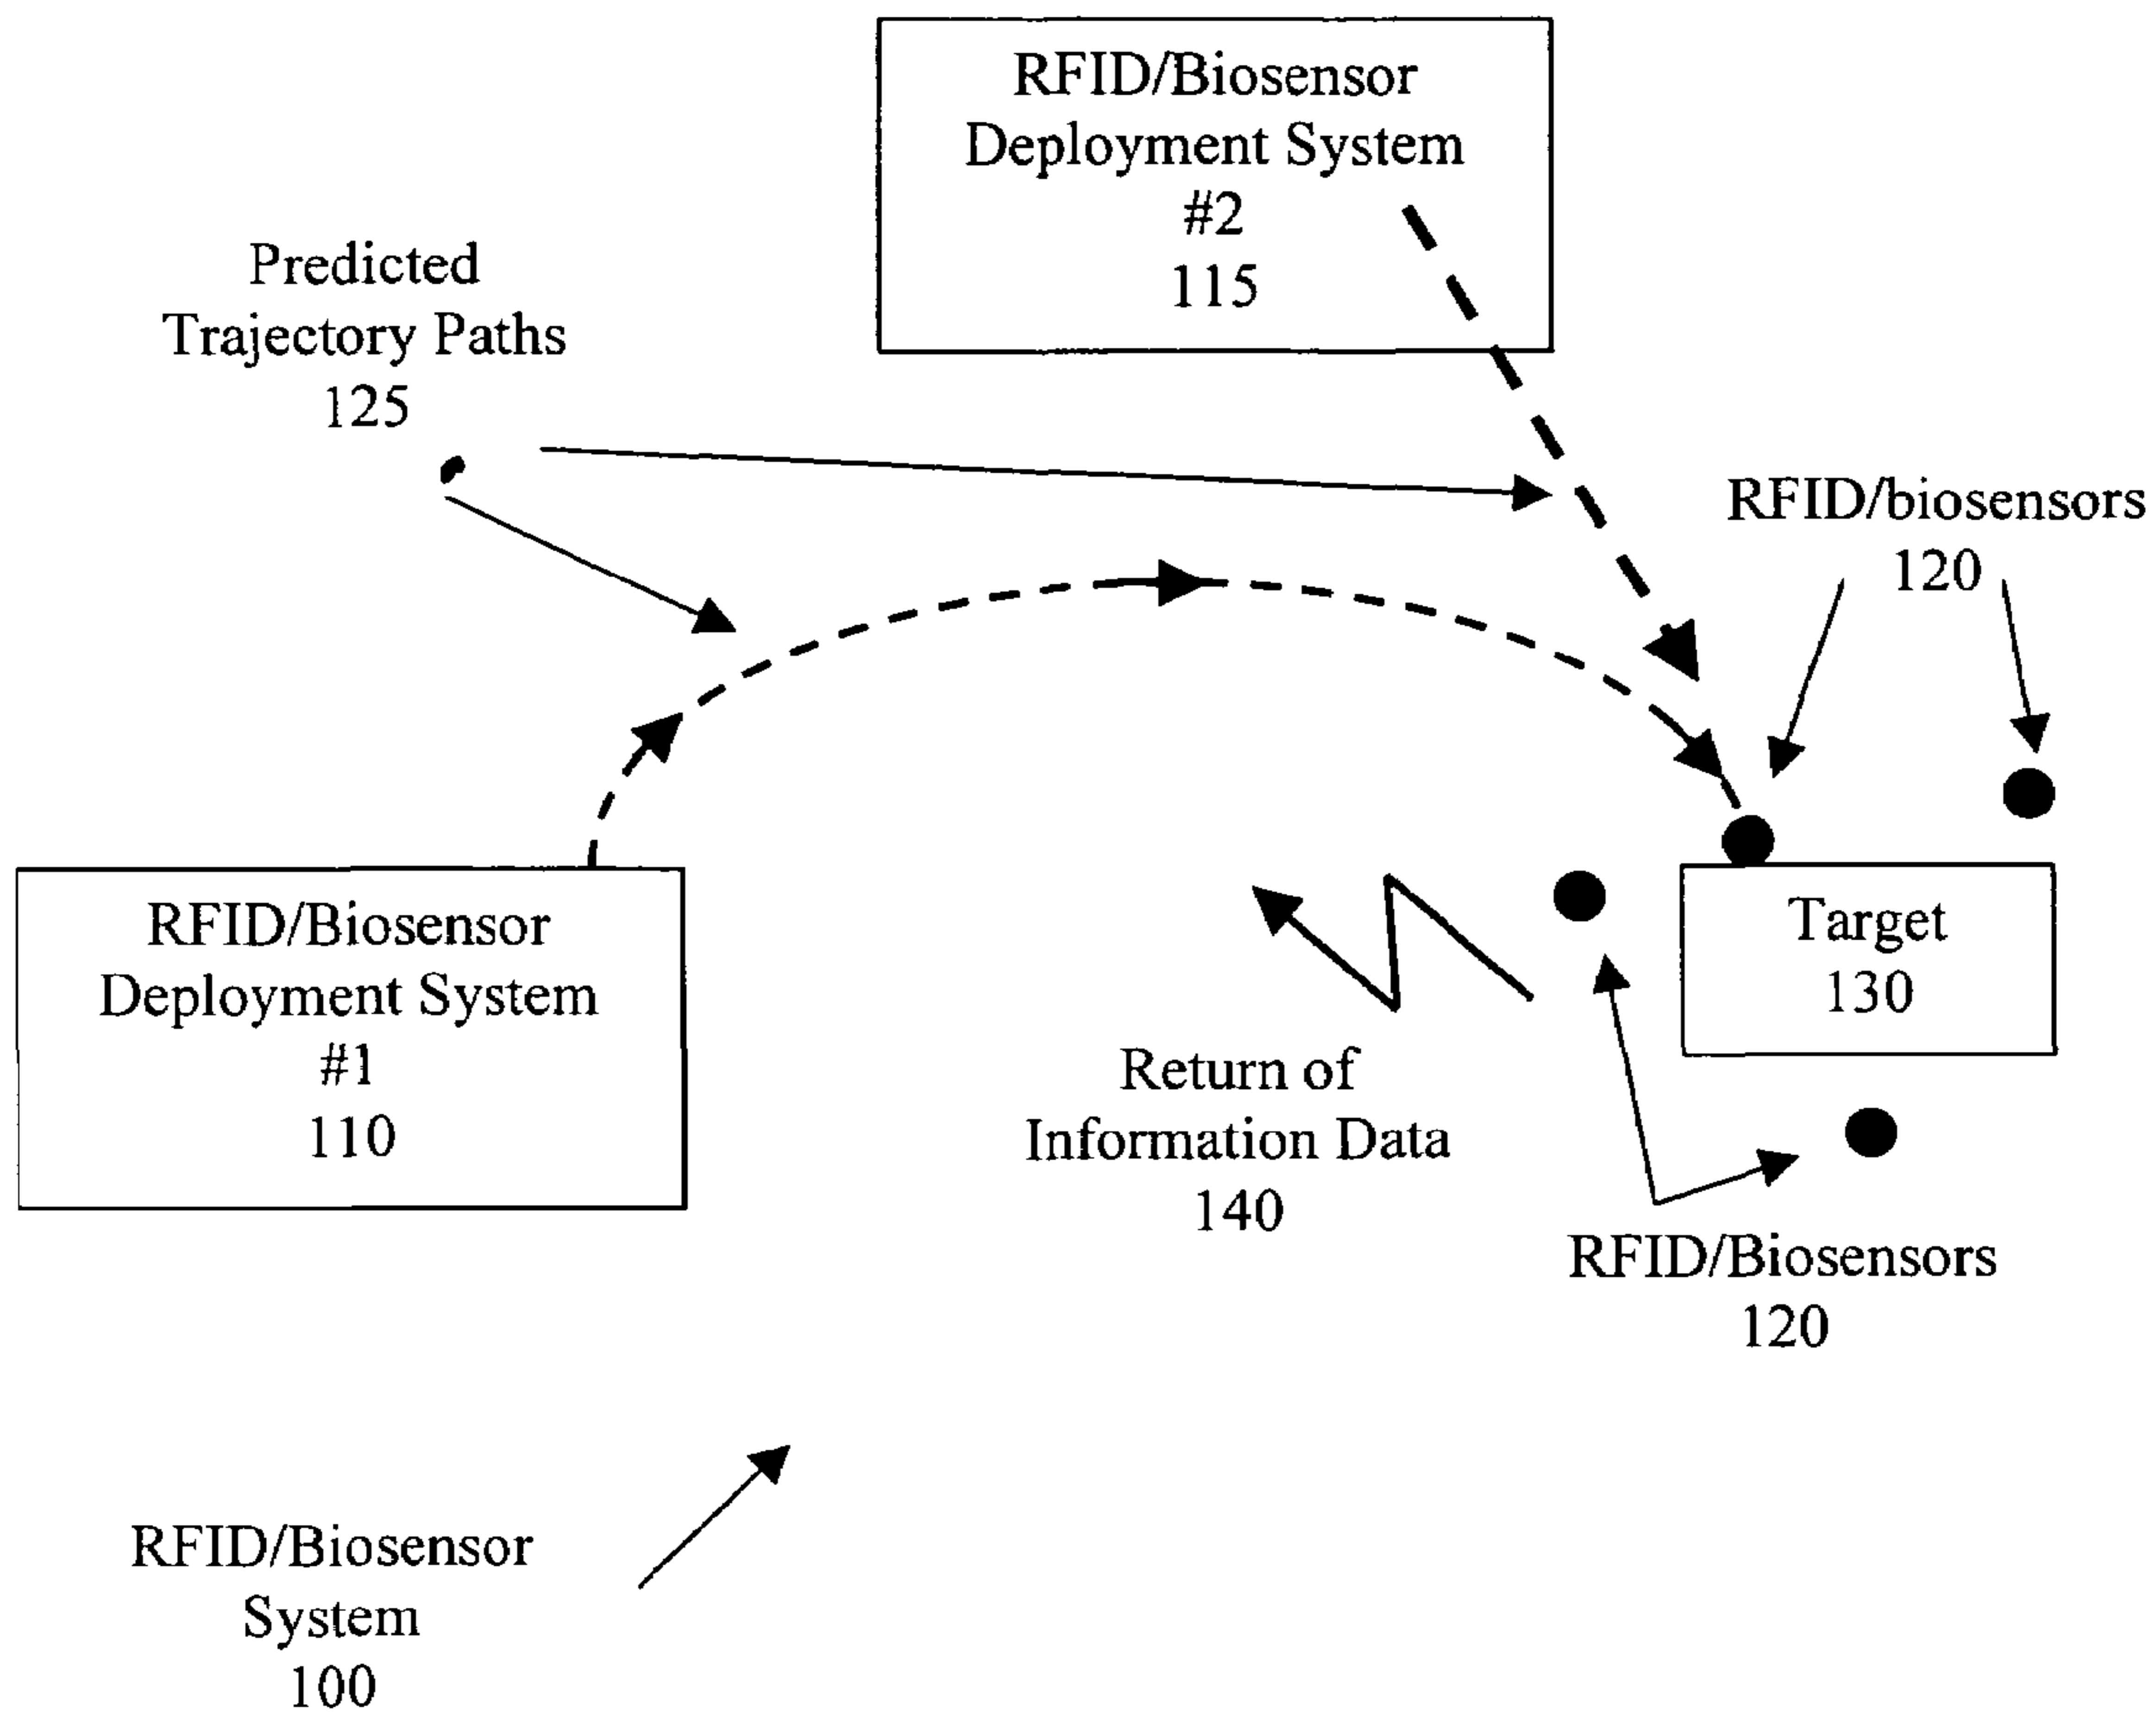 RFID/Biosensor
Deployment System
#2
115
Predicted
Trajectory Paths
125
RFID/biosensors
120
RFID/Biosensor
Deployment System
#1
110
Target
130
Return of
Information Data
140
RFID/Biosensors
120
RFID/Biosensor
System
100